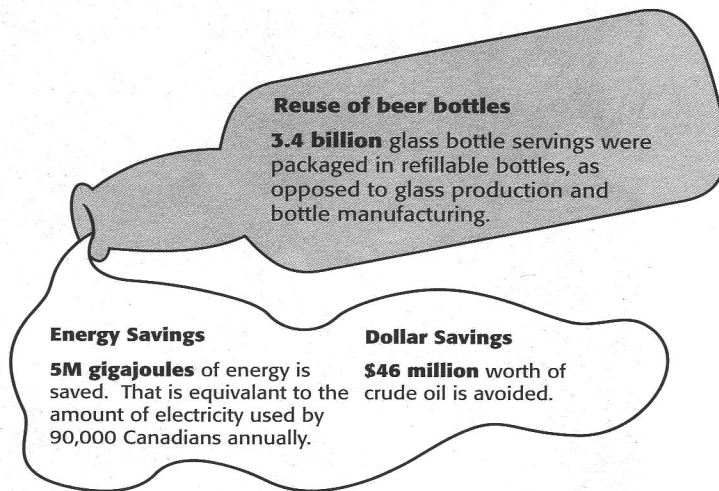 Reuse of beer bottles
3.4 billion glass bottle servings were
packaged in refillable bottles, as
opposed to glass production and
bottle manufacturing.
Energy Savings
5M gigajoules of energy is
saved. That is equivalant to the
amount of electricity used by
90,000 Canadians annually.
Dollar Savings
$46 million worth of
crude oil is avoided.